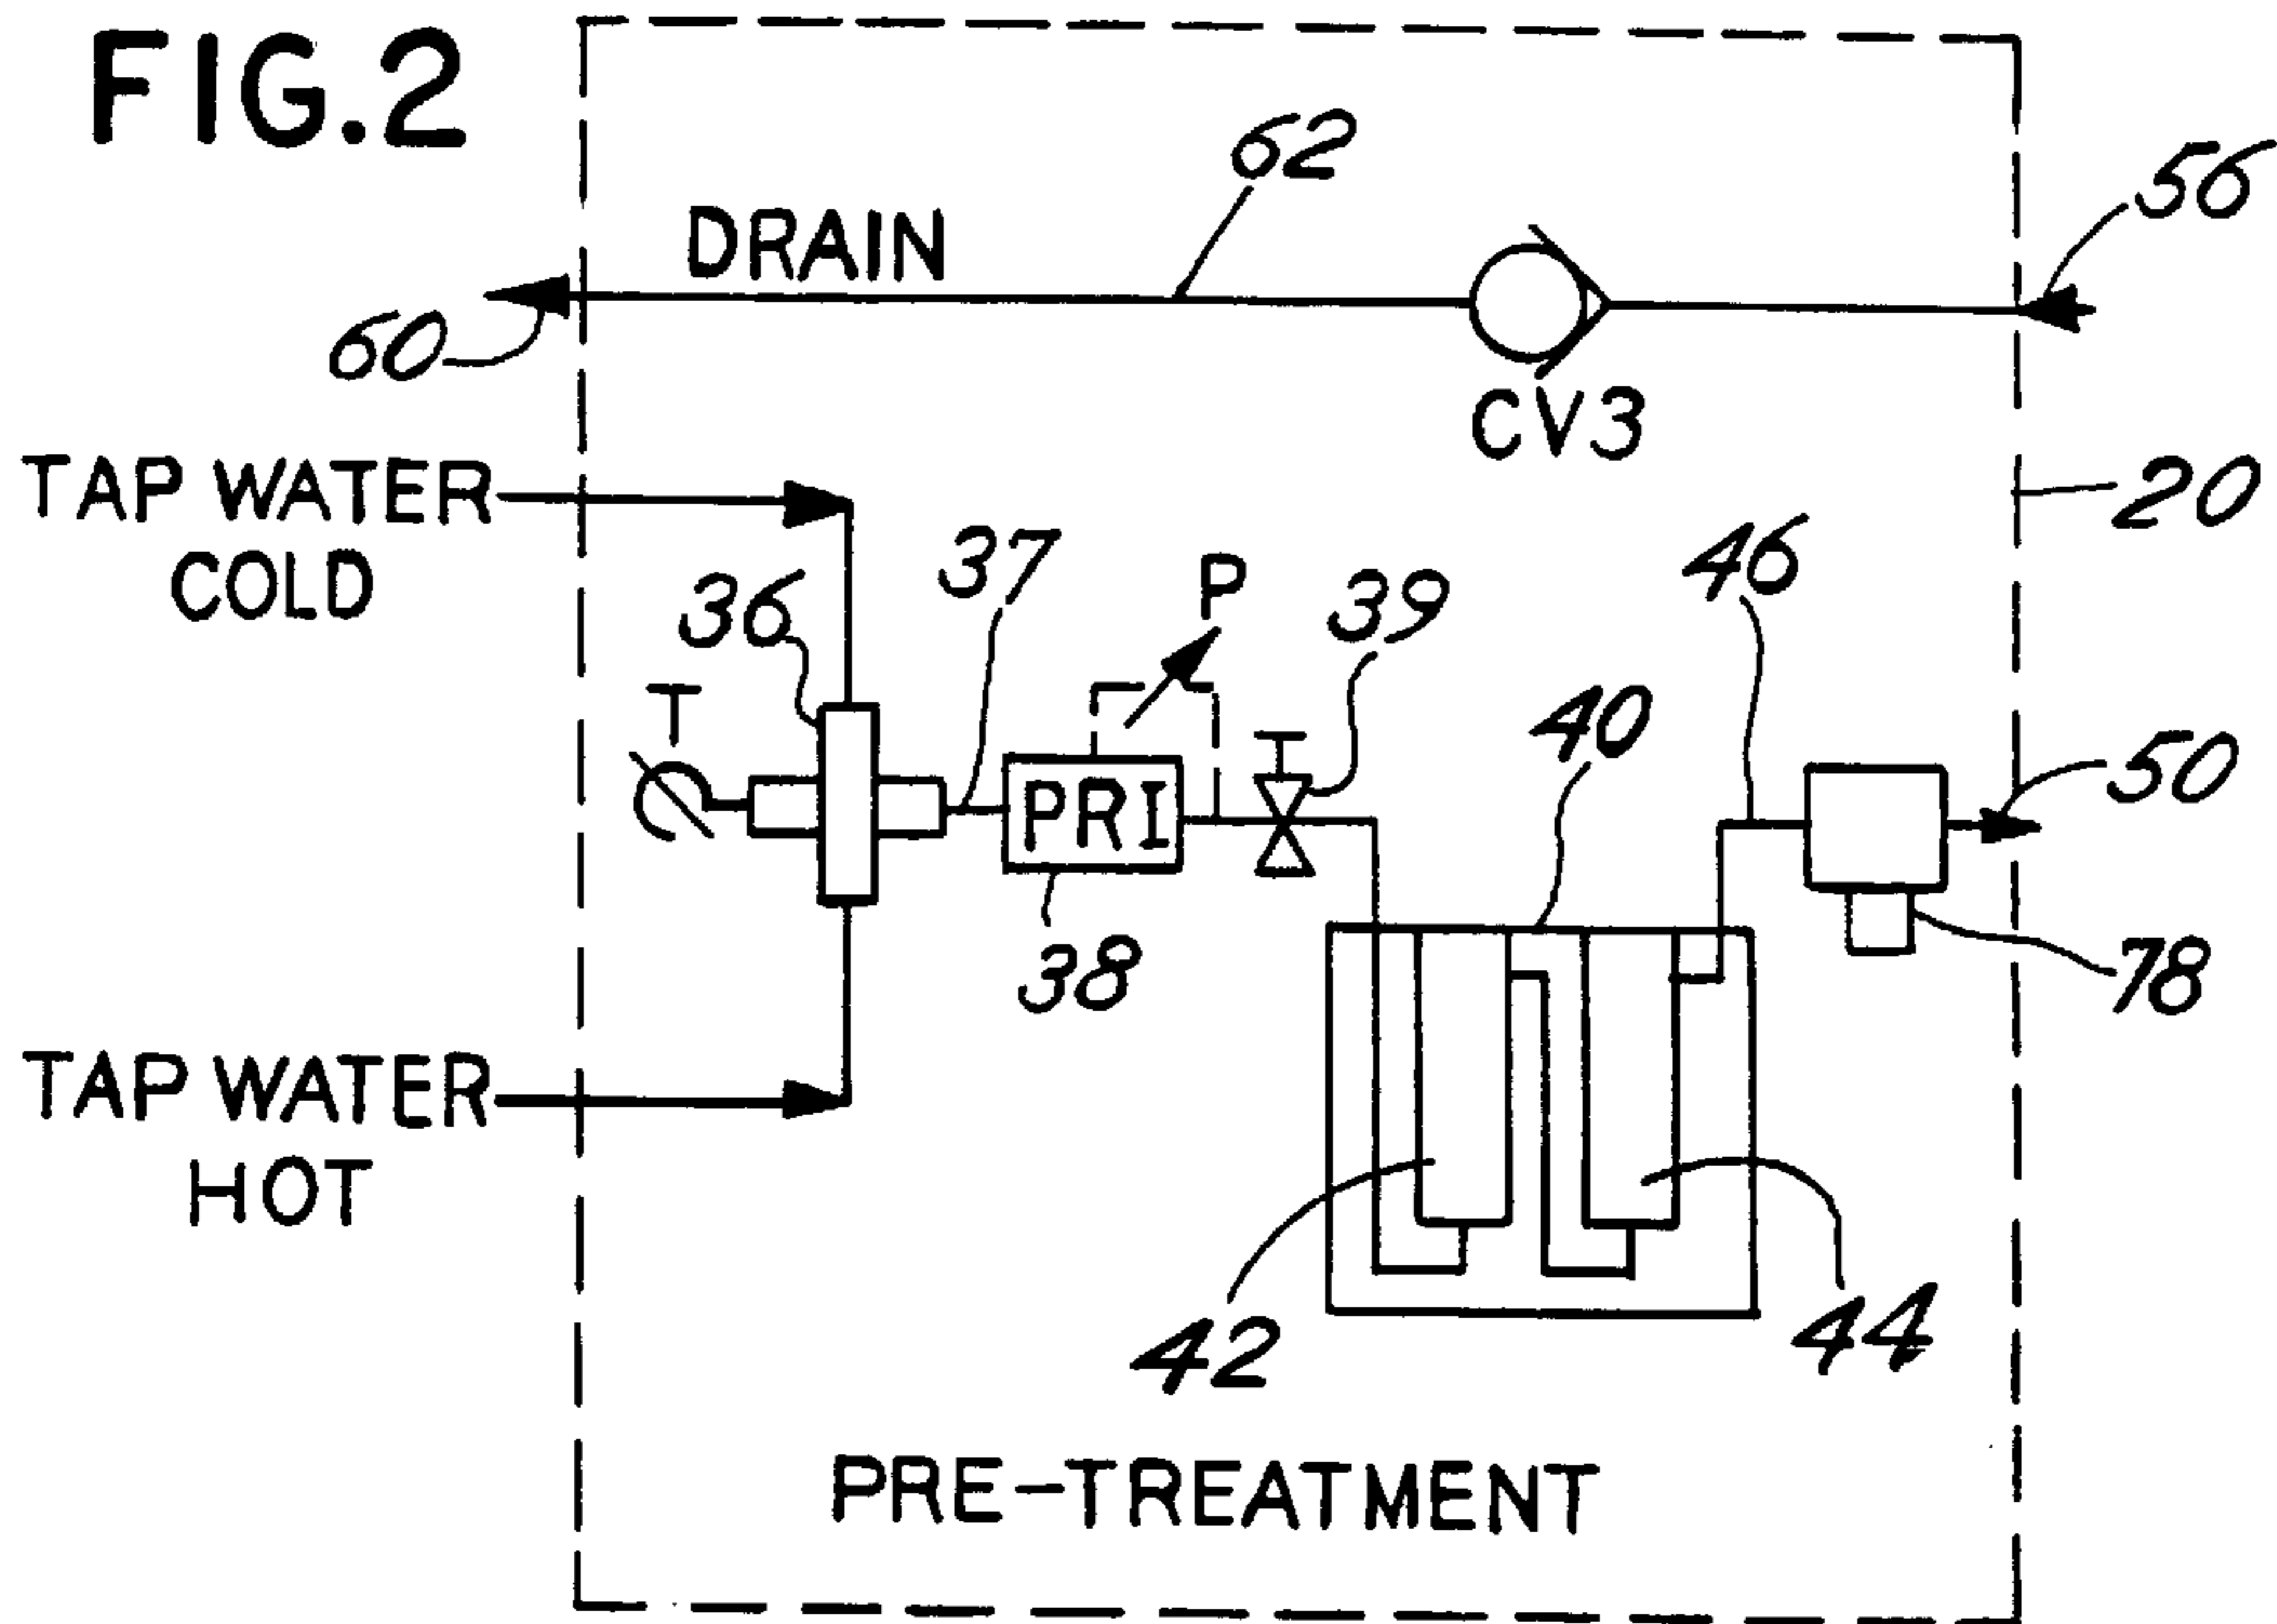 FIG.2
62
56
DRAIN
60
CV3
TAP WATER
COLD
20
37
46
P
39
36
T
40
50
PRI
38
78
TAP WATER
HOT
42
44
PRE-TREATMENT